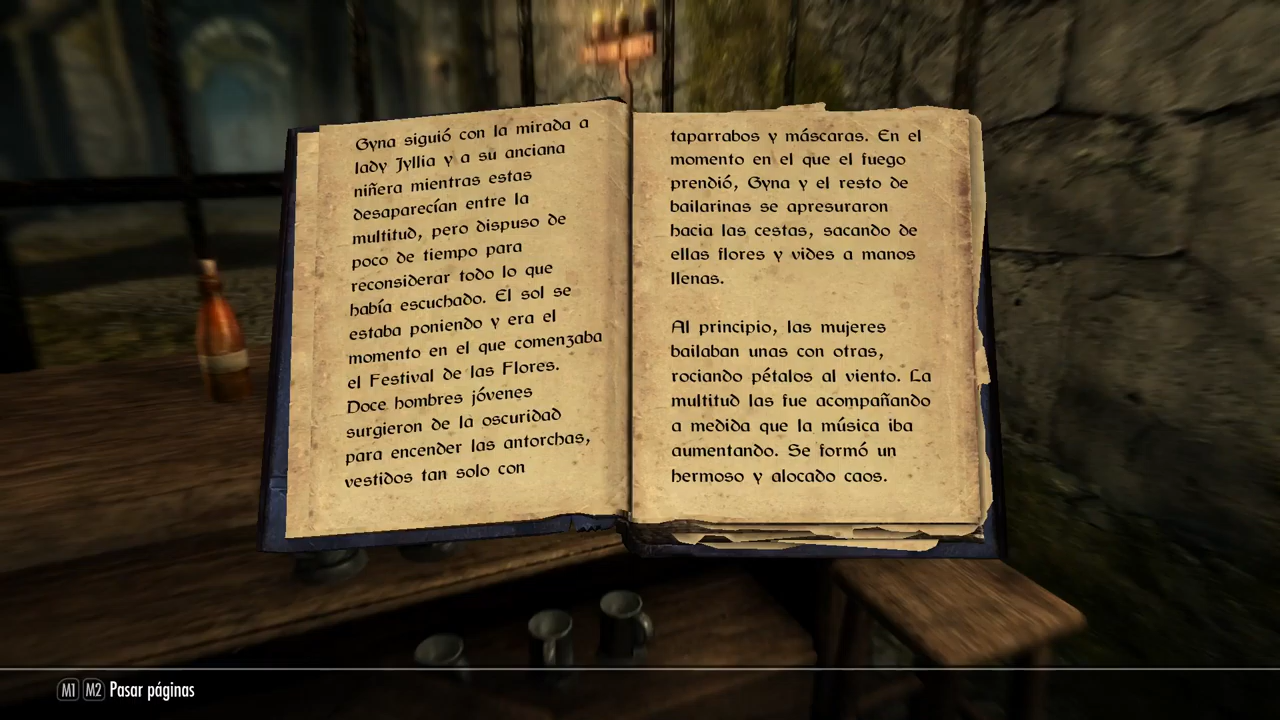 Gyna siguió con la mirada a
lady Jyllia y a su anciana
niñera mientras estas
desaparecían entre la
multitud, pero dispuso de
poco de tiempo para
reconsiderar todo lo que
había escuchado. El sol se
estaba poniendo y era el
momento en el que comenzaba
el Festival de las Flores.
Doce hombres jóvenes
surgieron de la oscuridad
para encender las antorchas,
vestidos tan solo con
taparrabos y máscaras. En el
momento en el que el fuego
prendió, Gyna y el resto de
bailarinas se apresuraron
hacia las cestas, sacando de
ellas flores y vides a manos
llenas.
Al principio, las mujeres
bailaban unas con otras,
rociando pétalos al viento. La
multitud las fue acompañando
a medida que la música iba
aumentando. Se formó un
hermoso y alocado caos.
M1 M2 Pasar páginas